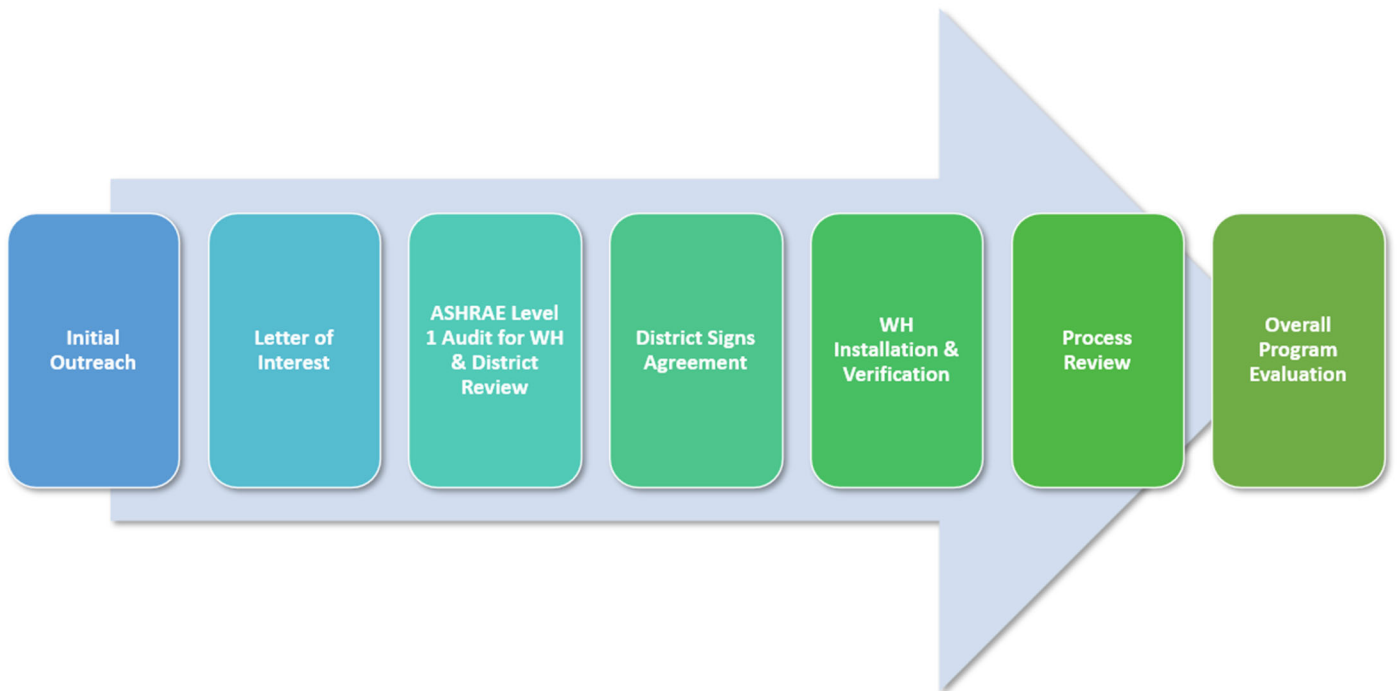 Initial
Outreach
Letter of
Interest
ASHRAE Level
1 Audit for WH
& District
Review
District Signs
Agreement
WH
Installation &
Verification
Process
Review
Overall
Program
Evaluation